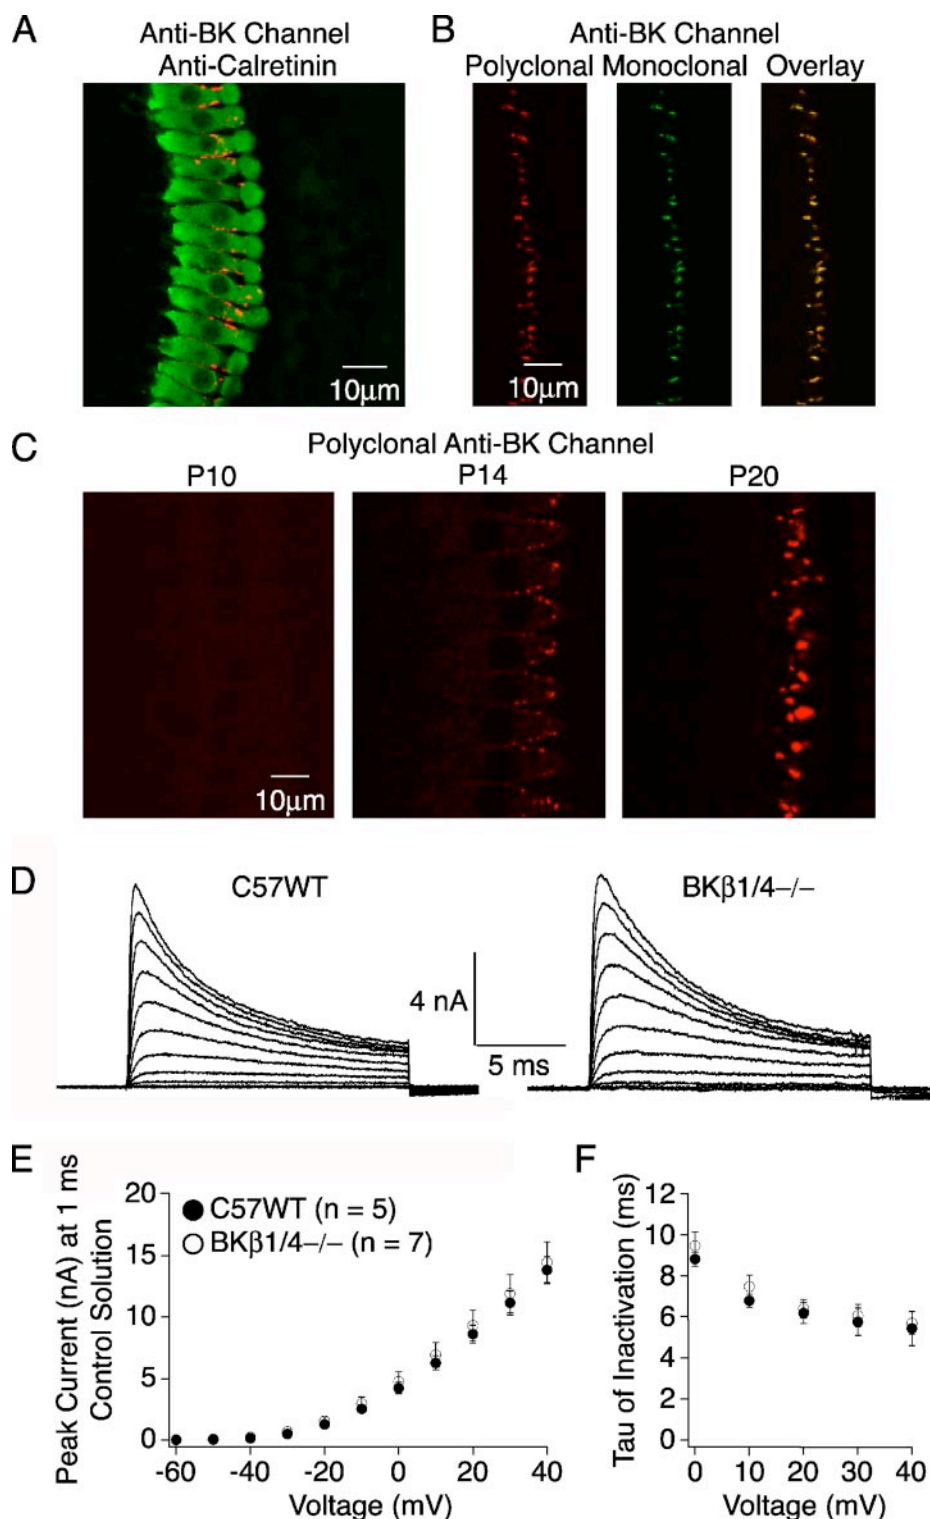 A
Anti-BK Channel
Anti-Calretinin
10μm
B
Anti-BK Channel
Polyclonal Monoclonal Overlay
10μm
C
Polyclonal Anti-BK Channel
P10 P14 P20
10μm
D
C57WT
BKβ1/4–/–
4 nA
5 ms
E
Peak Current (nA) at 1 ms
Control Solution
20
15
10
5
0
C57WT (n = 5)
BKβ1/4–/– (n = 7)
-60 -40 -20 0 20 40
Voltage (mV)
F
Tau of Inactivation (ms)
12
10
8
6
4
2
0
0 10 20 30 40
Voltage (mV)